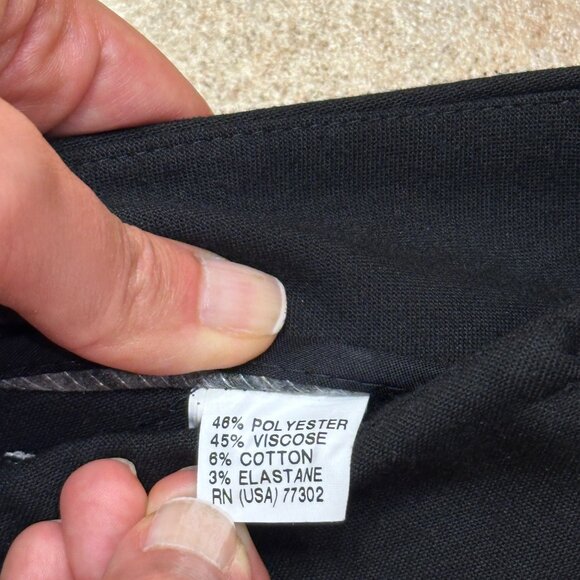 46% POLYESTER
45% VISCOSE
6% COTTON
3% ELASTANE
RN (USA) 77302